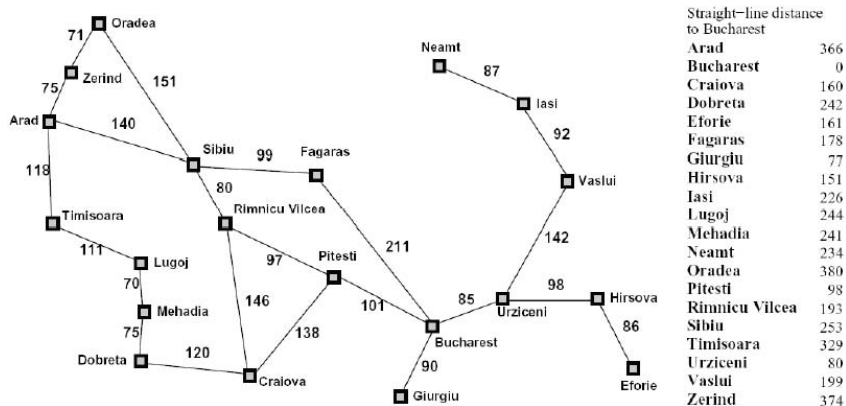 Oradea
71
Zerind
75
151
Arad
140
Sibiu
99
Fagaras
118
80
Rimnicu Vilcea
Timisoara
111
Lugoj
97
Pitesti
211
70
Mehadia
146
101
75
138
Dobreta
120
Craiova
Neamt
87
Iasi
92
Vaslui
142
98
Hirsova
85
Urziceni
86
Bucharest
90
Giurgiu
Eforie
Straight-line distance
to Bucharest
Arad 366
Bucharest 0
Craiova 160
Dobreta 242
Eforie 161
Fagaras 178
Giurgiu 77
Hirsova 151
Iasi 226
Lugoj 244
Mehadia 241
Neamt 234
Oradea 380
Pitesti 98
Rimnicu Vilcea 193
Sibiu 253
Timisoara 329
Urziceni 80
Vaslui 199
Zerind 374